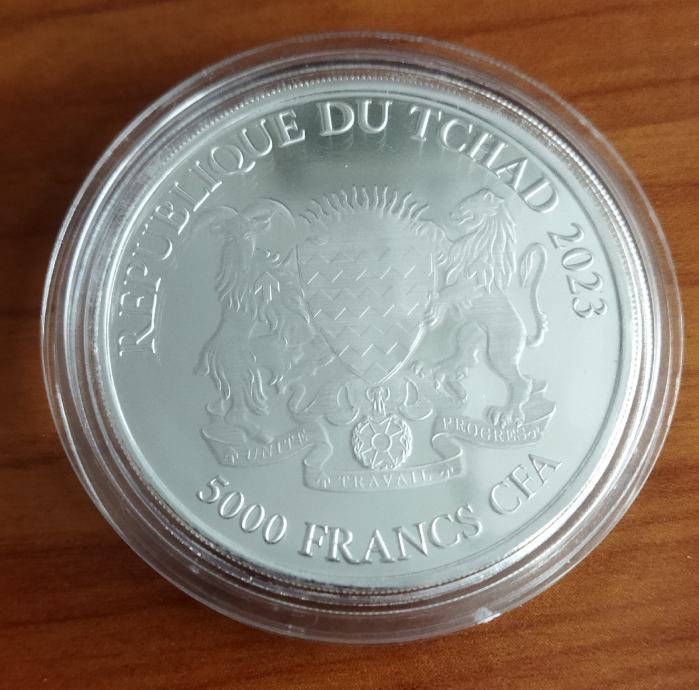 REPUBLIQUE DU TCHAD 2023
UNITE
TRAVAIL
PROGRES
5000 FRANCS CFA